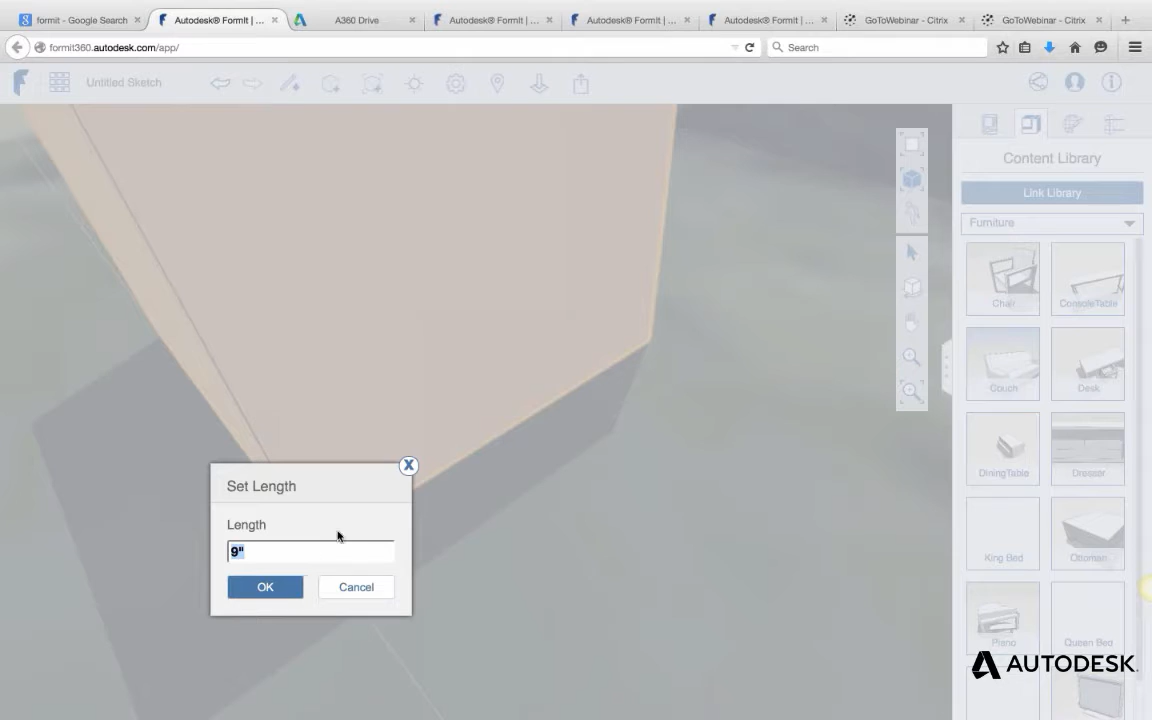 formit - Google Search
Autodesk® FormIt | ...
A360 Drive
Autodesk® FormIt | ...
Autodesk® FormIt | ...
Autodesk® FormIt | ...
GoToWebinar - Citrix
GoToWebinar - Citrix
formit360.autodesk.com/app/
Search
Untitled Sketch
Content Library
Link Library
Furniture
Chair
ConsoleTable
Couch
Desk
DiningTable
Dresser
King Bed
Ottoman
Piano
Queen Bed
Set Length
X
Length
9"
OK
Cancel
AUTODESK.